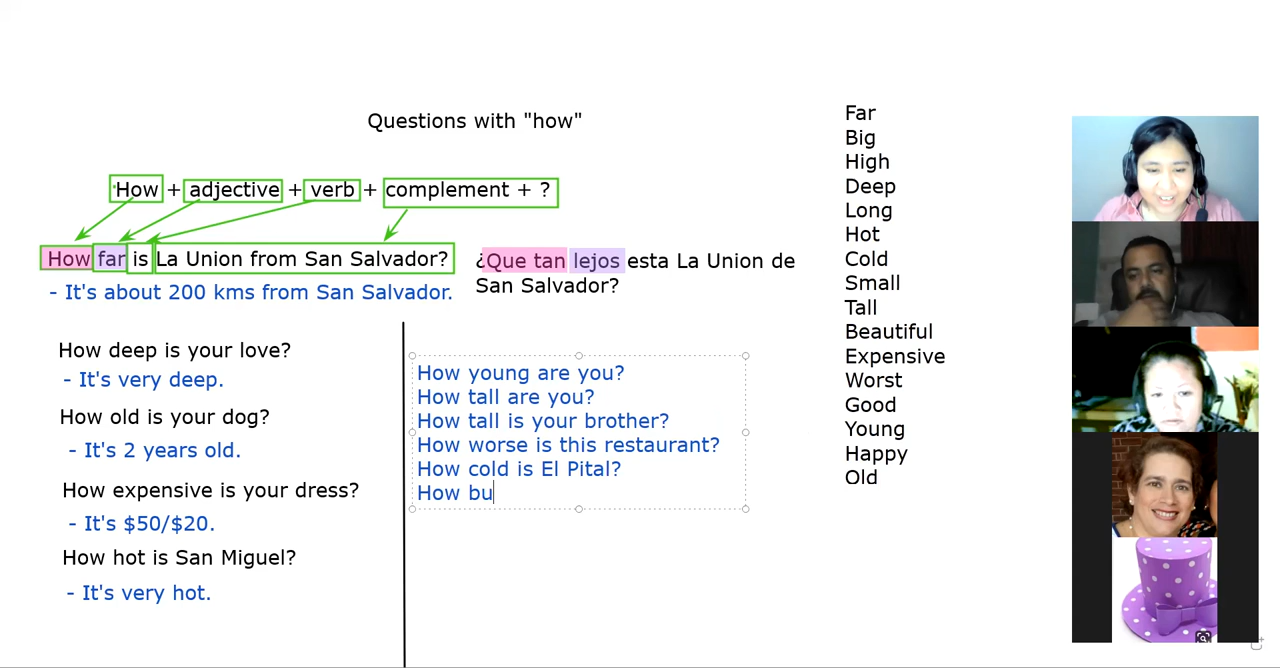 Questions with "how"
How + adjective + verb + complement + ?
How far is La Union from San Salvador?
- It's about 200 kms from San Salvador.
¿Que tan lejos esta La Union de
San Salvador?
How deep is your love?
- It's very deep.
How old is your dog?
- It's 2 years old.
How expensive is your dress?
- It's $50/$20.
How hot is San Miguel?
- It's very hot.
How young are you?
How tall are you?
How tall is your brother?
How worse is this restaurant?
How cold is El Pital?
How bu
Far
Big
High
Deep
Long
Hot
Cold
Small
Tall
Beautiful
Expensive
Worst
Good
Young
Happy
Old